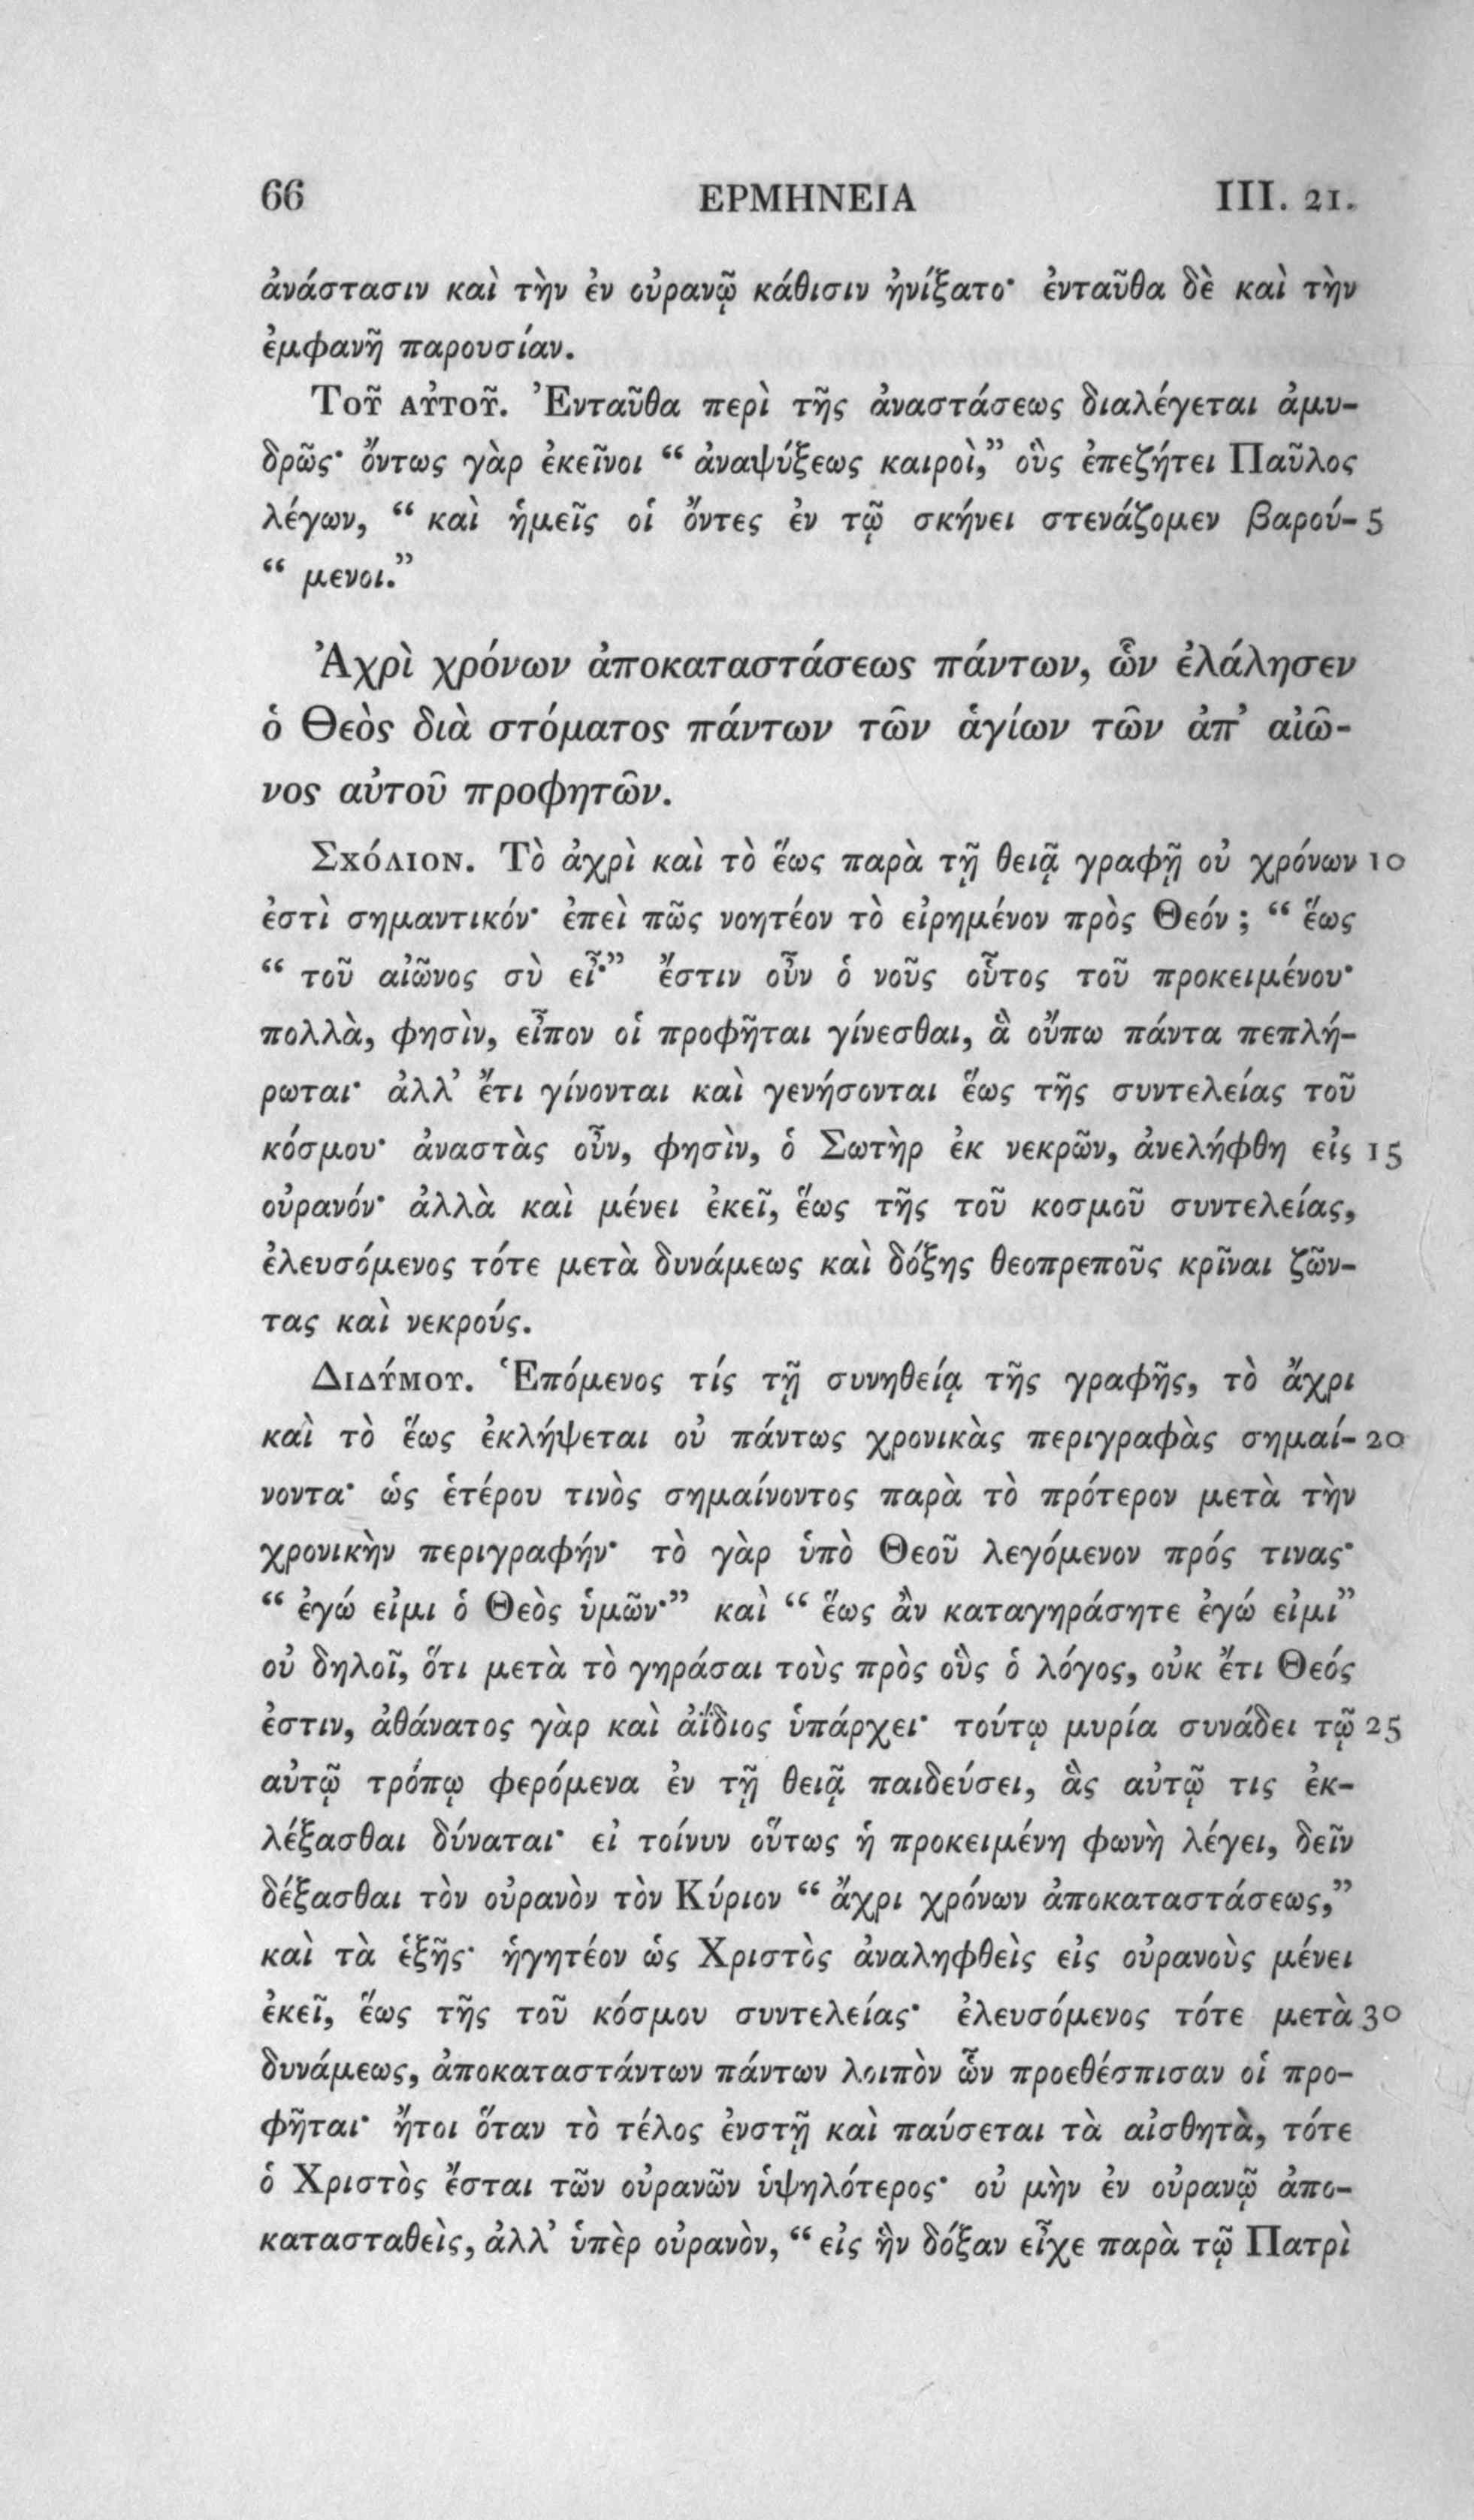 66 ΕΡΜΗΝΕΙΑ III. 21.
ἀνάστασιν καὶ τὴν ἐν οὐρανῷ κάθισιν ἠνίξατο· ἐνταῦθα δὲ καὶ τὴν
ἐμφανῆ παρουσίαν.
Τοῦ αὐτοῦ. Ἐνταῦθα περὶ τῆς ἀναστάσεως διαλέγεται ἀμυ-
δρῶς· ὄντως γὰρ ἐκεῖνοι “ ἀναψύξεως καιροὶ,” οὓς ἐπεζήτει Παῦλος
λέγων, “ καὶ ἡμεῖς οἱ ὄντες ἐν τῷ σκήνει στενάζομεν βαρού- 5
“ μενοι.”
Ἀχρὶ χρόνων ἀποκαταστάσεως πάντων, ὧν ἐλάλησεν
ὁ Θεὸς διὰ στόματος πάντων τῶν ἁγίων τῶν ἀπ’ αἰῶ-
νος αὐτοῦ προφητῶν.
Σχόλιον. Τὸ ἀχρὶ καὶ τὸ ἕως παρὰ τῇ θειᾷ γραφῇ οὐ χρόνων 10
ἐστὶ σημαντικόν· ἐπεὶ πῶς νοητέον τὸ εἰρημένον πρὸς Θεόν ; “ ἕως
“ τοῦ αἰῶνος σὺ εἶ·” ἔστιν οὖν ὁ νοῦς οὗτος τοῦ προκειμένου·
πολλὰ, φησὶν, εἶπον οἱ προφῆται γίνεσθαι, ἃ οὔπω πάντα πεπλή-
ρωται· ἀλλ’ ἔτι γίνονται καὶ γενήσονται ἕως τῆς συντελείας τοῦ
κόσμου· ἀναστὰς οὖν, φησὶν, ὁ Σωτὴρ ἐκ νεκρῶν, ἀνελήφθη εἰς 15
οὐρανόν· ἀλλὰ καὶ μένει ἐκεῖ, ἕως τῆς τοῦ κοσμοῦ συντελείας,
ἐλευσόμενος τότε μετὰ δυνάμεως καὶ δόξης θεοπρεποῦς κρῖναι ζῶν-
τας καὶ νεκρούς.
Διδύμου. Ἑπόμενος τίς τῇ συνηθείᾳ τῆς γραφῆς, τὸ ἄχρι
καὶ τὸ ἕως ἐκλήψεται οὐ πάντως χρονικὰς περιγραφὰς σημαί- 20
νοντα· ὡς ἑτέρου τινὸς σημαίνοντος παρὰ τὸ πρότερον μετὰ τὴν
χρονικὴν περιγραφήν· τὸ γὰρ ὑπὸ Θεοῦ λεγόμενον πρός τινας·
“ ἐγώ εἰμι ὁ Θεὸς ὑμῶν·” καὶ “ ἕως ἂν καταγηράσητε ἐγώ εἰμι”
οὐ δηλοῖ, ὅτι μετὰ τὸ γηράσαι τοὺς πρὸς οὓς ὁ λόγος, οὐκ ἔτι Θεός
ἐστιν, ἀθάνατος γὰρ καὶ ἀΐδιος ὑπάρχει· τούτῳ μυρία συνάδει τῷ 25
αὐτῷ τρόπῳ φερόμενα ἐν τῇ θειᾷ παιδεύσει, ἃς αὐτῷ τις ἐκ-
λέξασθαι δύναται· εἰ τοίνυν οὕτως ἡ προκειμένη φωνὴ λέγει, δεῖν
δέξασθαι τὸν οὐρανὸν τὸν Κύριον “ ἄχρι χρόνων ἀποκαταστάσεως,”
καὶ τὰ ἑξῆς· ἡγητέον ὡς Χριστὸς ἀναληφθεὶς εἰς οὐρανοὺς μένει
ἐκεῖ, ἕως τῆς τοῦ κόσμου συντελείας· ἐλευσόμενος τότε μετὰ 30
δυνάμεως, ἀποκαταστάντων πάντων λοιπὸν ὧν προεθέσπισαν οἱ προ-
φῆται· ἤτοι ὅταν τὸ τέλος ἐνστῇ καὶ παύσεται τὰ αἰσθητὰ, τότε
ὁ Χριστὸς ἔσται τῶν οὐρανῶν ὑψηλότερος· οὐ μὴν ἐν οὐρανῷ ἀπο-
κατασταθεὶς, ἀλλ’ ὑπὲρ οὐρανὸν, “ εἰς ἣν δόξαν εἶχε παρὰ τῷ Πατρὶ